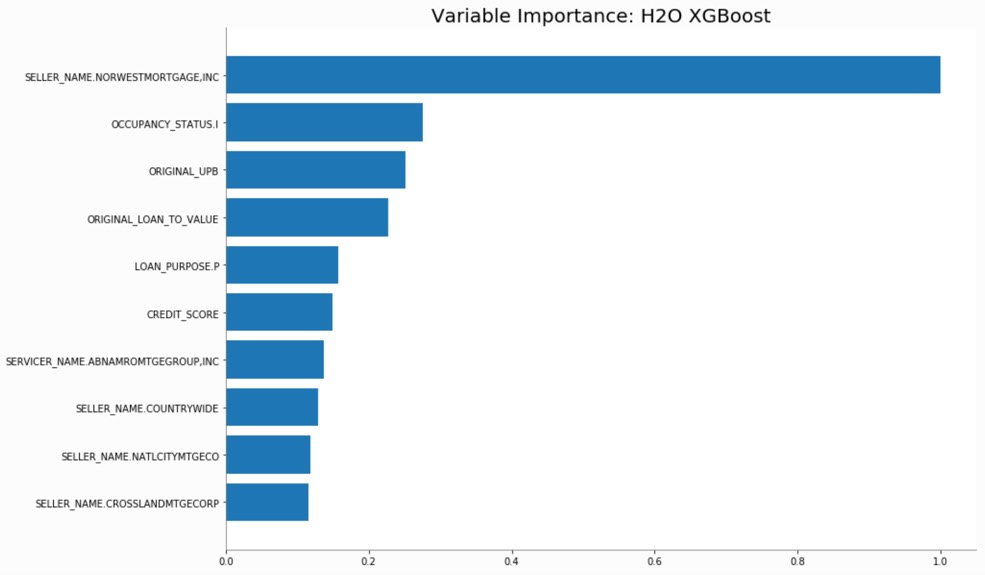 Variable Importance: H2O XGBoost
SELLER_NAME.NORWESTMORTGAGE,INC
OCCUPANCY_STATUS.I
ORIGINAL_UPB
ORIGINAL_LOAN_TO_VALUE
LOAN_PURPOSE.P
CREDIT_SCORE
SERVICER_NAME.ABNAMROMTGEGROUP,INC
SELLER_NAME.COUNTRYWIDE
SELLER_NAME.NATLCITYMTGECO
SELLER_NAME.CROSSLANDMTGECORP
0.0 0.2 0.4 0.6 0.8 1.0